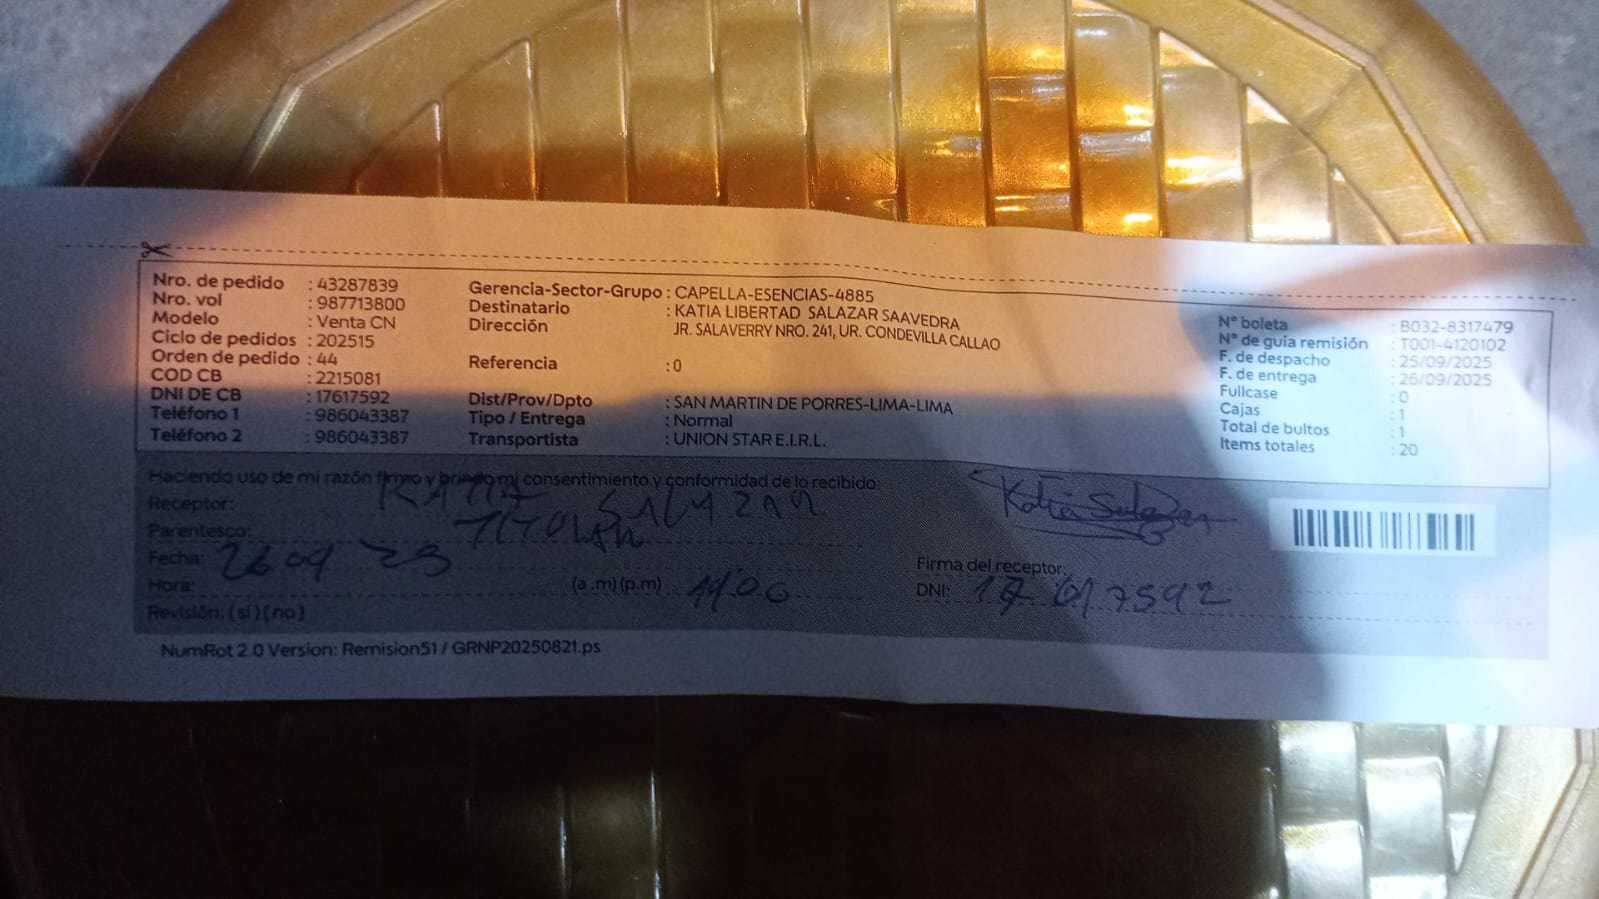 Nro. de pedido : 43287839
Nro. vol : 987713800
Modelo : Venta CN
Ciclo de pedidos : 202515
Orden de pedido : 44
COD CB : 2215081
DNI DE CB : 17617592
Teléfono 1 : 986043387
Teléfono 2 : 986043387
Gerencia-Sector-Grupo : CAPELLA-ESENCIAS-4885
Destinatario : KATIA LIBERTAD SALAZAR SAAVEDRA
Dirección JR. SALAVERRY NRO. 241, UR. CONDEVILLA CALLAO
Referencia : 0
Dist/Prov/Dpto : SAN MARTIN DE PORRES-LIMA-LIMA
Tipo / Entrega : Normal
Transportista : UNION STAR E.I.R.L.
N° boleta : B032-8317479
N° de guia remisión : T001-4120102
F. de despacho : 25/09/2025
F. de entrega : 26/09/2025
Fullcase : 0
Cajas : 1
Total de bultos : 1
Items totales : 20
Haciendo uso de mi razón firmo y brindo mi consentimiento y conformidad de lo recibido:
Receptor: KATIA SALAZAR
Parentesco: TITULAR
Fecha: 26 09 25
Hora: (a .m) (p.m) 11:00
Revisión: ( si ) ( no )
Katia Salazar
Firma del receptor:
DNI: 17617592
NumRot 2.0 Version: Remision51 / GRNP20250821.ps